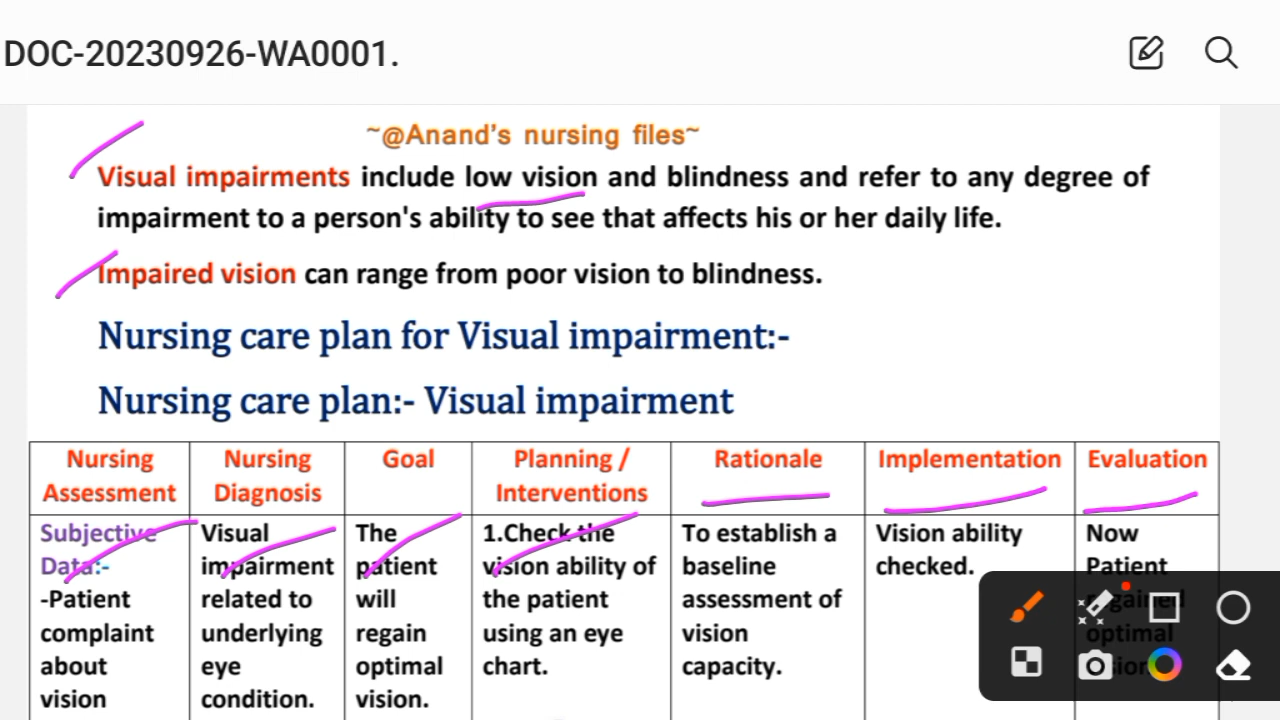 DOC-20230926-WA0001.
~@Anand's nursing files~
Visual impairments include low vision and blindness and refer to any degree of
impairment to a person's ability to see that affects his or her daily life.
Impaired vision can range from poor vision to blindness.
Nursing care plan for Visual impairment:-
Nursing care plan:- Visual impairment
Nursing
Assessment
Nursing
Diagnosis
Goal
Planning /
Interventions
Rationale
Implementation
Evaluation
Subjective
Data:-
-Patient
complaint
about
vision
Visual
impairment
related to
underlying
eye
condition.
The
patient
will
regain
optimal
vision.
1.Check the
vision ability of
the patient
using an eye
chart.
To establish a
baseline
assessment of
vision
capacity.
Vision ability
checked.
Now
Patient
regained
optimal
vision.